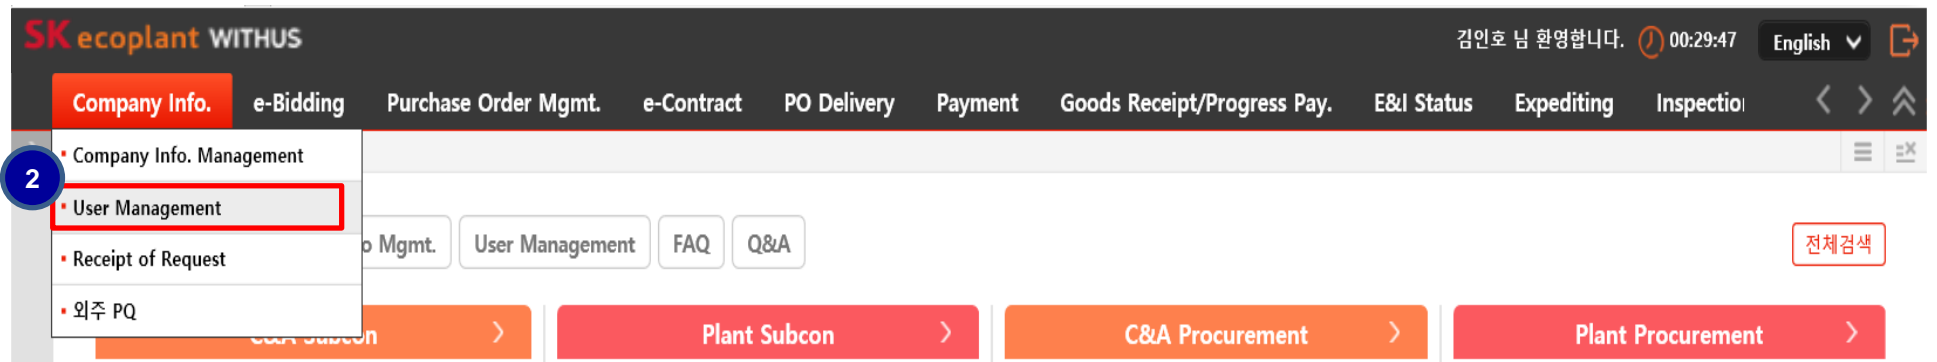 SK ecoplant WITHUS
김인호 님 환영합니다. 00:29:47 English
Company Info. e-Bidding Purchase Order Mgmt. e-Contract PO Delivery Payment Goods Receipt/Progress Pay. E&I Status Expediting Inspectio
Company Info. Management
2
User Management
Receipt of Request
외주 PQ
o Mgmt. User Management FAQ Q&A 전체검색
C&A Subcon Plant Subcon C&A Procurement Plant Procurement